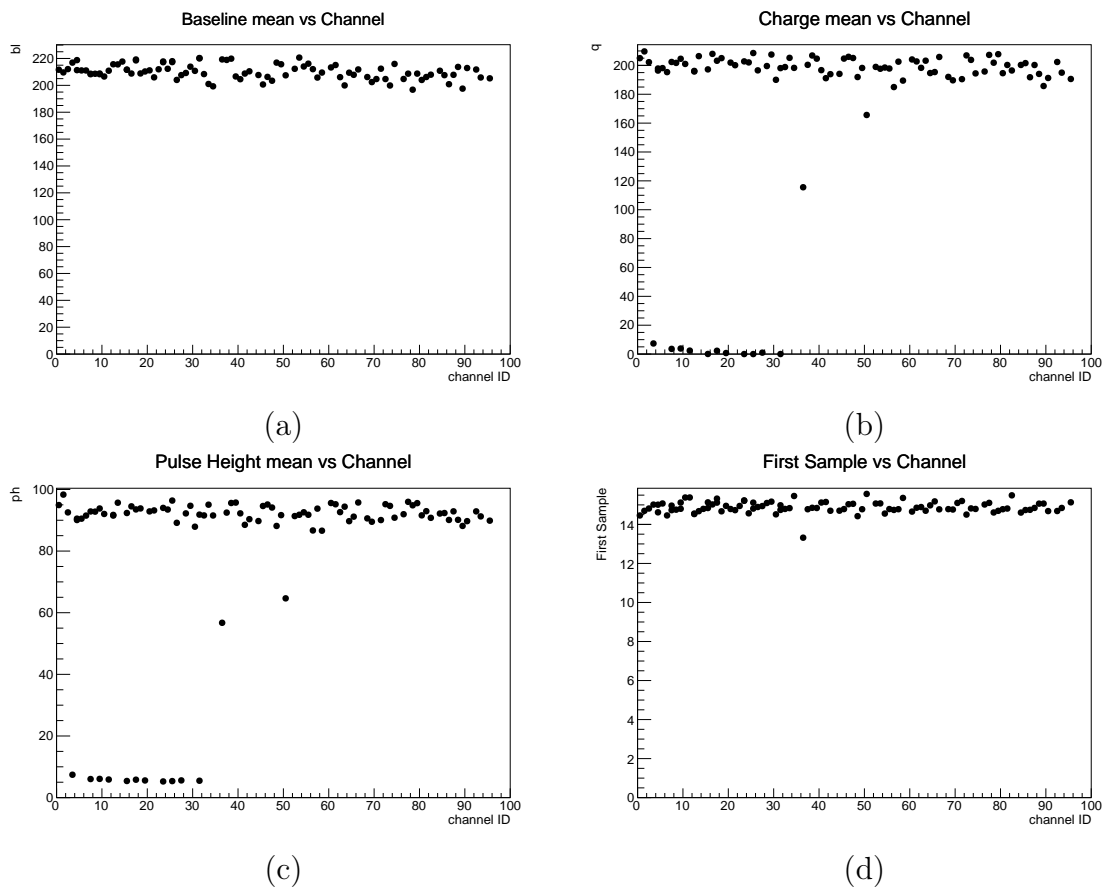 Baseline mean vs Channel
bl
220
200
180
160
140
120
100
80
60
40
20
0
0 10 20 30 40 50 60 70 80 90 100
channel ID
(a)
Charge mean vs Channel
q
200
180
160
140
120
100
80
60
40
20
0
0 10 20 30 40 50 60 70 80 90 100
channel ID
(b)
Pulse Height mean vs Channel
ph
100
80
60
40
20
0
0 10 20 30 40 50 60 70 80 90 100
channel ID
(c)
First Sample vs Channel
First Sample
14
12
10
8
6
4
2
0
0 10 20 30 40 50 60 70 80 90 100
channel ID
(d)